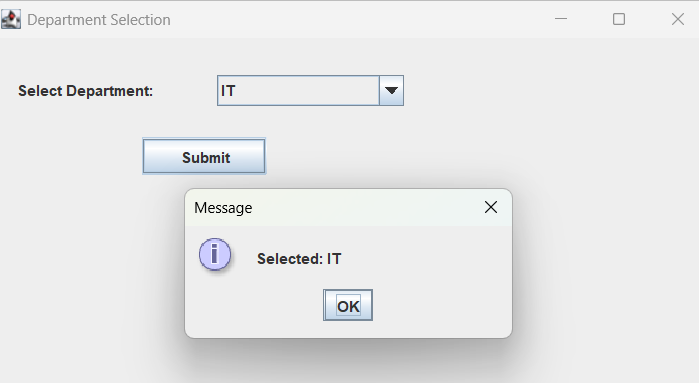 Department Selection
Select Department: IT
Submit
Message
i
Selected: IT
OK